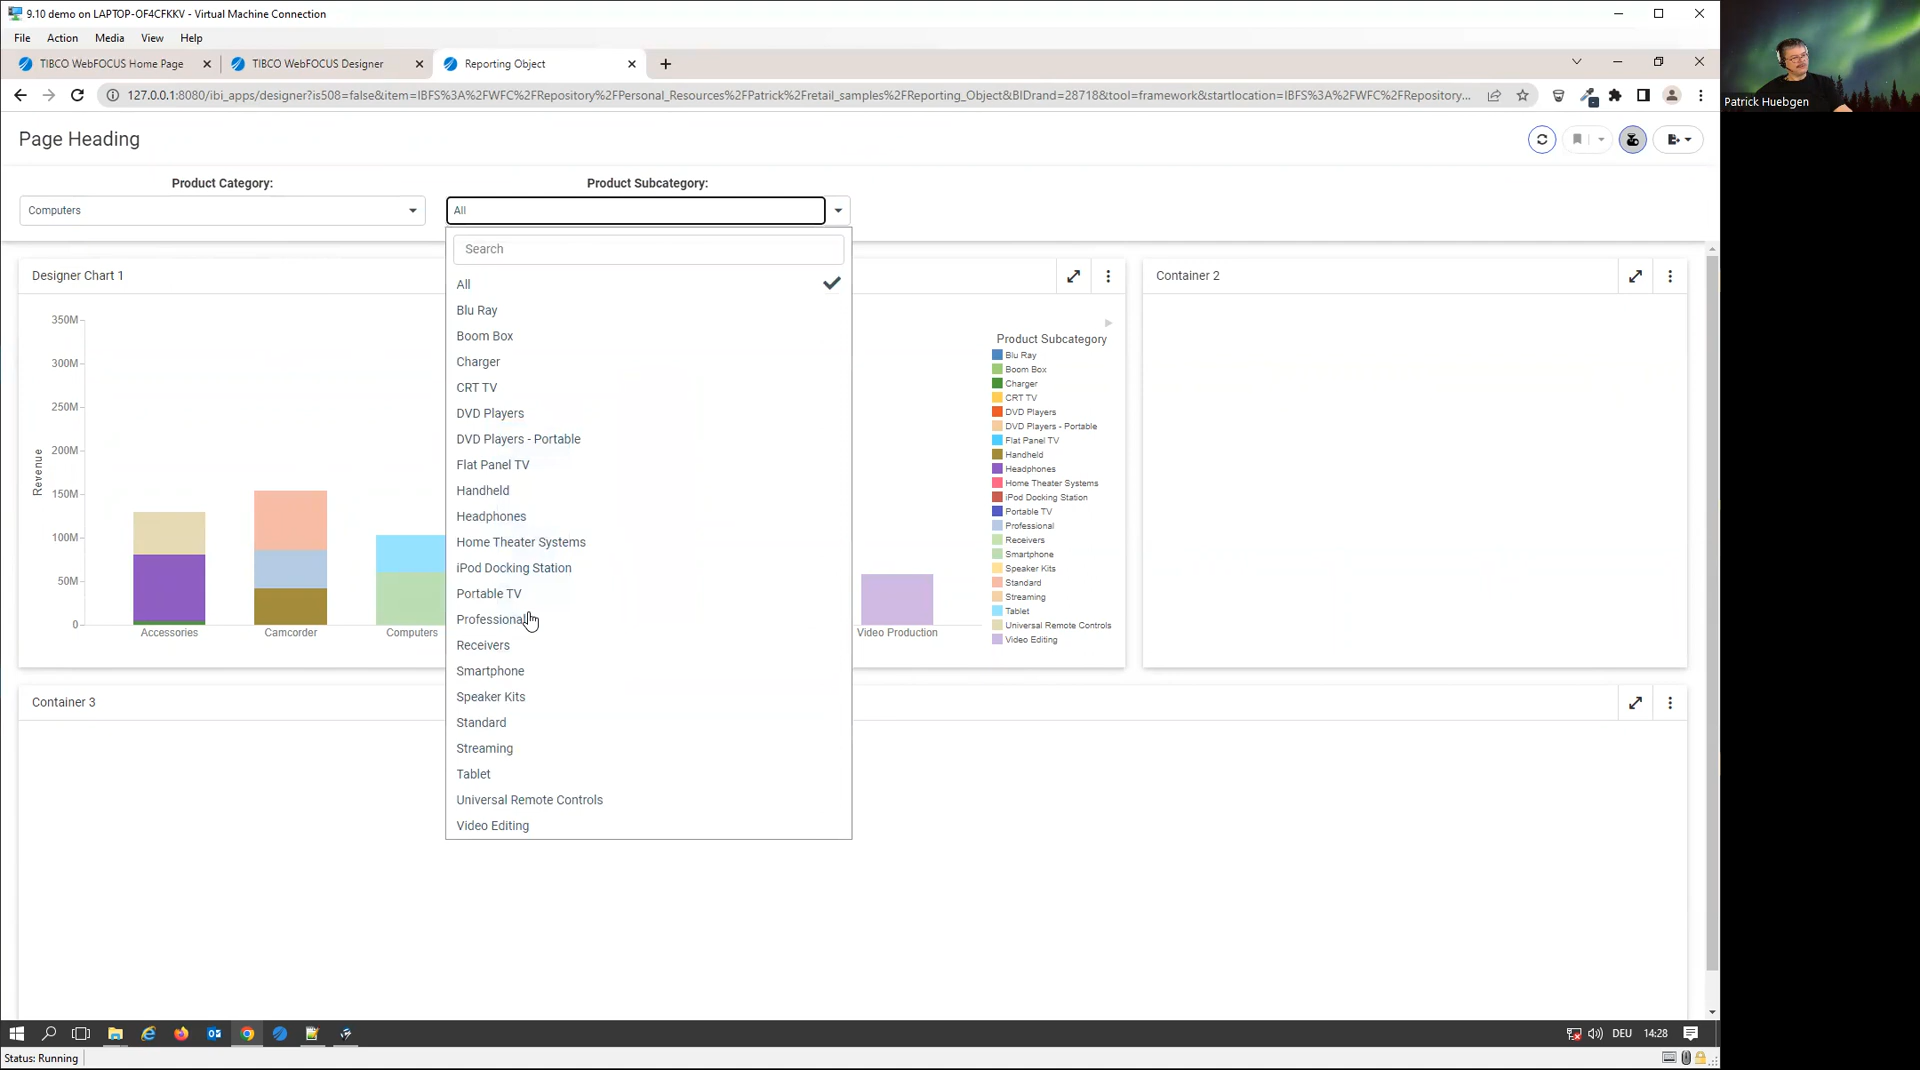 9.10 demo on LAPTOP-OF4CFKKV - Virtual Machine Connection
File Action Media View Help
TIBCO WebFOCUS Home Page
TIBCO WebFOCUS Designer
Reporting Object
127.0.0.1:8080/ibi_apps/designer?is508=false&item=IBFS%3A%2FWFC%2FRepository%2FPersonal_Resources%2FPatrick%2Fretail_samples%2FReporting_Object&BIDrand=28718&tool=framework&startlocation=IBFS%3A%2FWFC%2FRepository...
Patrick Huebgen
Page Heading
Product Category:
Computers
Product Subcategory:
All
Search
All
Blu Ray
Boom Box
Charger
CRT TV
DVD Players
DVD Players - Portable
Flat Panel TV
Handheld
Headphones
Home Theater Systems
iPod Docking Station
Portable TV
Professional
Receivers
Smartphone
Speaker Kits
Standard
Streaming
Tablet
Universal Remote Controls
Video Editing
Designer Chart 1
Revenue
350M
300M
250M
200M
150M
100M
50M
0
Accessories
Camcorder
Computers
Video Production
Product Subcategory
Blu Ray
Boom Box
Charger
CRT TV
DVD Players
DVD Players - Portable
Flat Panel TV
Handheld
Headphones
Home Theater Systems
iPod Docking Station
Portable TV
Professional
Receivers
Smartphone
Speaker Kits
Standard
Streaming
Tablet
Universal Remote Controls
Video Editing
Container 2
Container 3
DEU
14:28
Status: Running